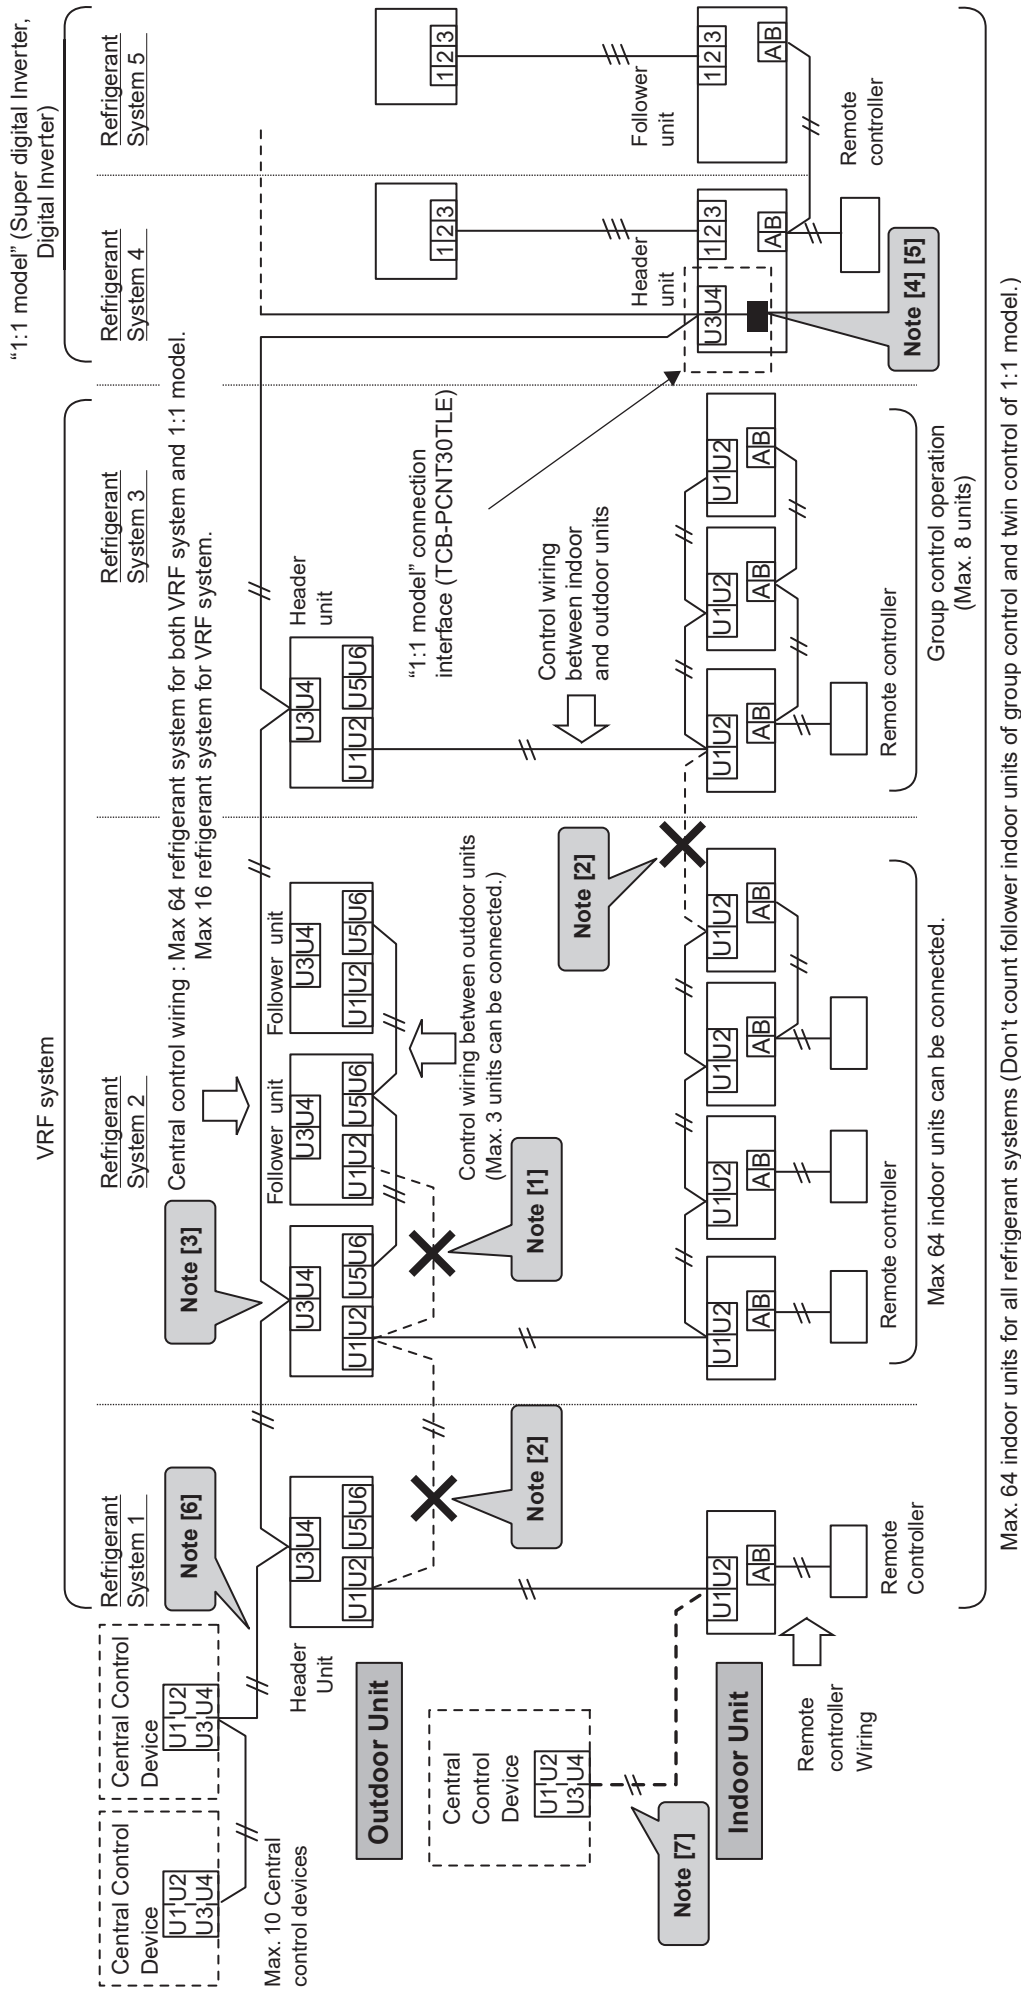 VRF system
"1:1 model" (Super digital Inverter,
Digital Inverter)
Refrigerant
System 1
Refrigerant
System 2
Refrigerant
System 3
Refrigerant
System 4
Refrigerant
System 5
Central control wiring : Max 64 refrigerant system for both VRF system and 1:1 model.
Max 16 refrigerant system for VRF system.
Central Control
Device
U1 U2
U3 U4
Central Control
Device
U1 U2
U3 U4
Max. 10 Central
control devices
Note [6]
Note [3]
Header
Unit
U3 U4
U1 U2 U5 U6
U3 U4
U1 U2 U5 U6
Follower unit
U3 U4
U1 U2 U5 U6
Follower unit
U3 U4
U1 U2 U5 U6
Header
unit
U3 U4
U1 U2 U5 U6
1 2 3
1 2 3
Outdoor Unit
Note [2]
Note [1]
Control wiring between outdoor units
(Max. 3 units can be connected.)
"1:1 model" connection
interface (TCB-PCNT30TLE)
Control wiring
between indoor
and outdoor units
Note [2]
Central
Control
Device
U1 U2
U3 U4
Note [7]
Indoor Unit
Remote
controller
Wiring
U1 U2
A B
Remote
Controller
U1 U2
A B
U1 U2
A B
U1 U2
A B
U1 U2
A B
Remote controller
Max 64 indoor units can be connected.
U1 U2
A B
U1 U2
A B
U1 U2
A B
Remote controller
Group control operation
(Max. 8 units)
Header
unit
U3 U4
1 2 3
A B
Note [4] [5]
Follower
unit
1 2 3
A B
Remote
controller
Max. 64 indoor units for all refrigerant systems (Don't count follower indoor units of group control and twin control of 1:1 model.)